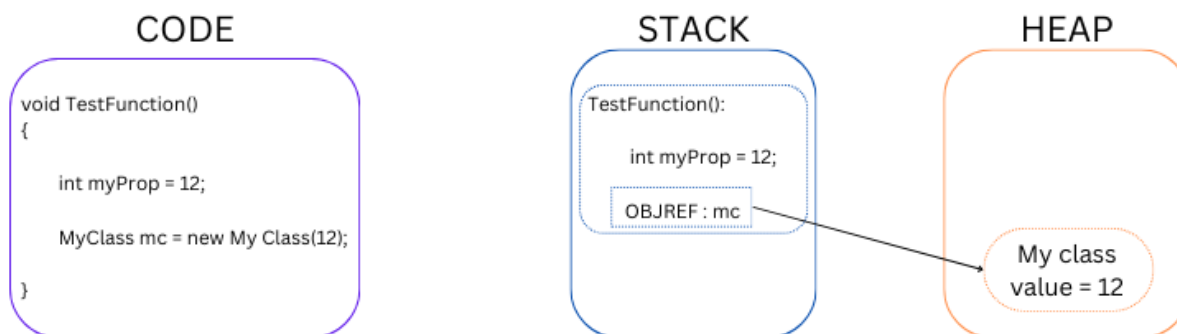 CODE
void TestFunction()
{
int myProp = 12;
MyClass mc = new My Class(12);
}
STACK
TestFunction():
int myProp = 12;
OBJREF : mc
HEAP
My class
value = 12